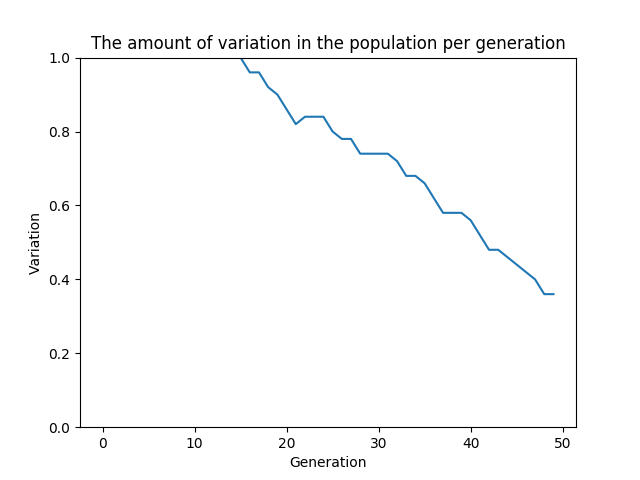 The amount of variation in the population per generation
1.0
0.8
0.6
0.4
0.2
0.0
Variation
0 10 20 30 40 50
Generation